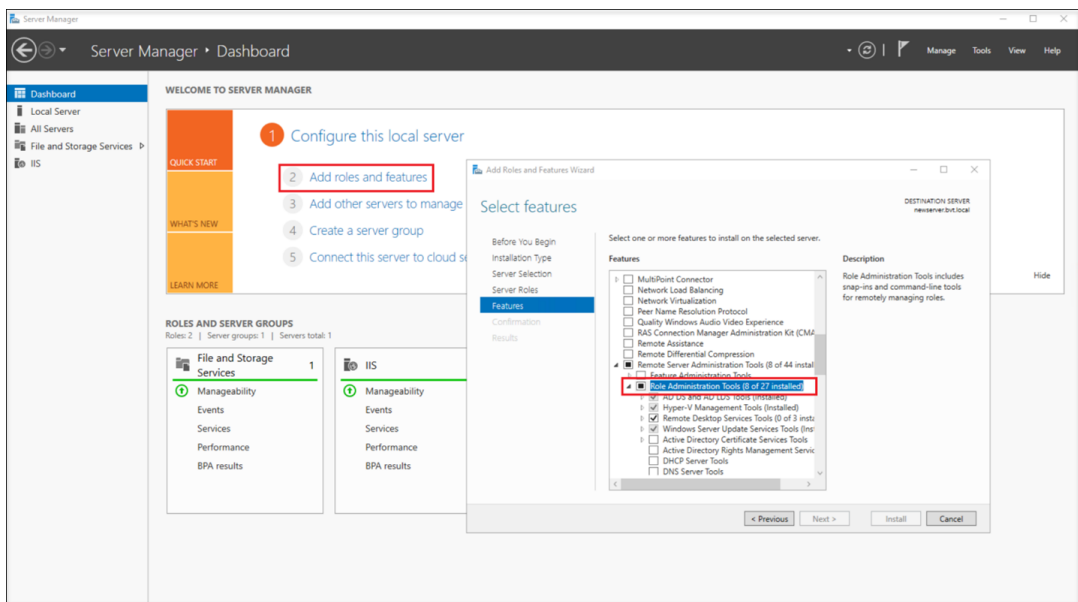 Server Manager
Server Manager • Dashboard
Manage Tools View Help
Dashboard
Local Server
All Servers
File and Storage Services
IIS
WELCOME TO SERVER MANAGER
QUICK START
WHAT'S NEW
LEARN MORE
1 Configure this local server
2 Add roles and features
3 Add other servers to manage
4 Create a server group
5 Connect this server to cloud se
Hide
ROLES AND SERVER GROUPS
Roles: 2 | Server groups: 1 | Servers total: 1
File and Storage
Services
1
Manageability
Events
Services
Performance
BPA results
IIS
Manageability
Events
Services
Performance
BPA results
Add Roles and Features Wizard
Select features
DESTINATION SERVER
newserver.bvt.local
Before You Begin
Installation Type
Server Selection
Server Roles
Features
Confirmation
Results
Select one or more features to install on the selected server.
Features
MultiPoint Connector
Network Load Balancing
Network Virtualization
Peer Name Resolution Protocol
Quality Windows Audio Video Experience
RAS Connection Manager Administration Kit (CMA
Remote Assistance
Remote Differential Compression
Remote Server Administration Tools (8 of 44 instal
Feature Administration Tools
Role Administration Tools (8 of 27 installed)
AD DS and AD LDS Tools (Installed)
Hyper-V Management Tools (Installed)
Remote Desktop Services Tools (0 of 3 insta
Windows Server Update Services Tools (Ins
Active Directory Certificate Services Tools
Active Directory Rights Management Servic
DHCP Server Tools
DNS Server Tools
Description
Role Administration Tools includes
snap-ins and command-line tools
for remotely managing roles.
< Previous
Next >
Install
Cancel